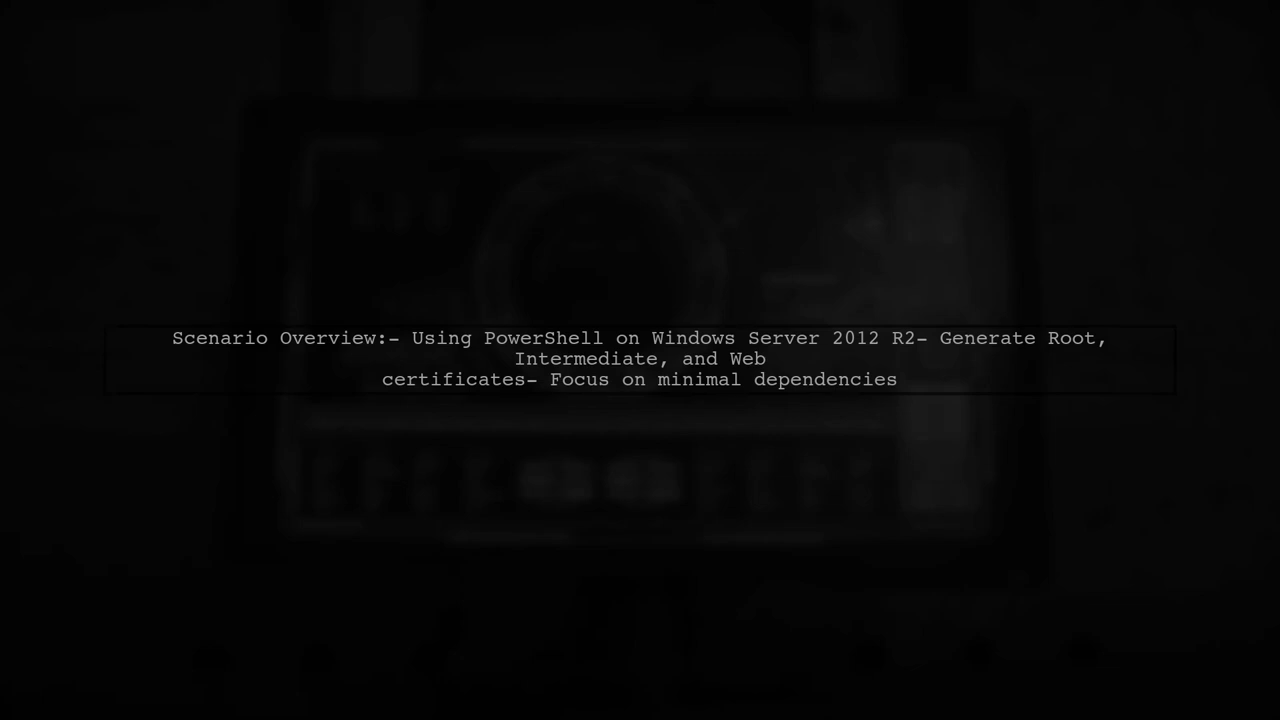 Scenario Overview:- Using PowerShell on Windows Server 2012 R2- Generate Root,
Intermediate, and Web
certificates- Focus on minimal dependencies